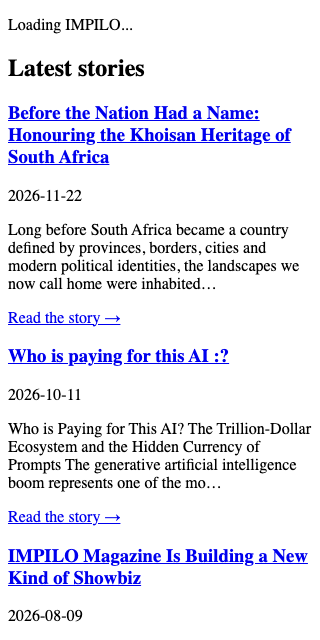 Loading IMPILO...
Latest stories
Before the Nation Had a Name:
Honouring the Khoisan Heritage of
South Africa
2026-11-22
Long before South Africa became a country
defined by provinces, borders, cities and
modern political identities, the landscapes we
now call home were inhabited…
Read the story →
Who is paying for this AI :?
2026-10-11
Who is Paying for This AI? The Trillion-Dollar
Ecosystem and the Hidden Currency of
Prompts The generative artificial intelligence
boom represents one of the mo…
Read the story →
IMPILO Magazine Is Building a New
Kind of Showbiz
2026-08-09